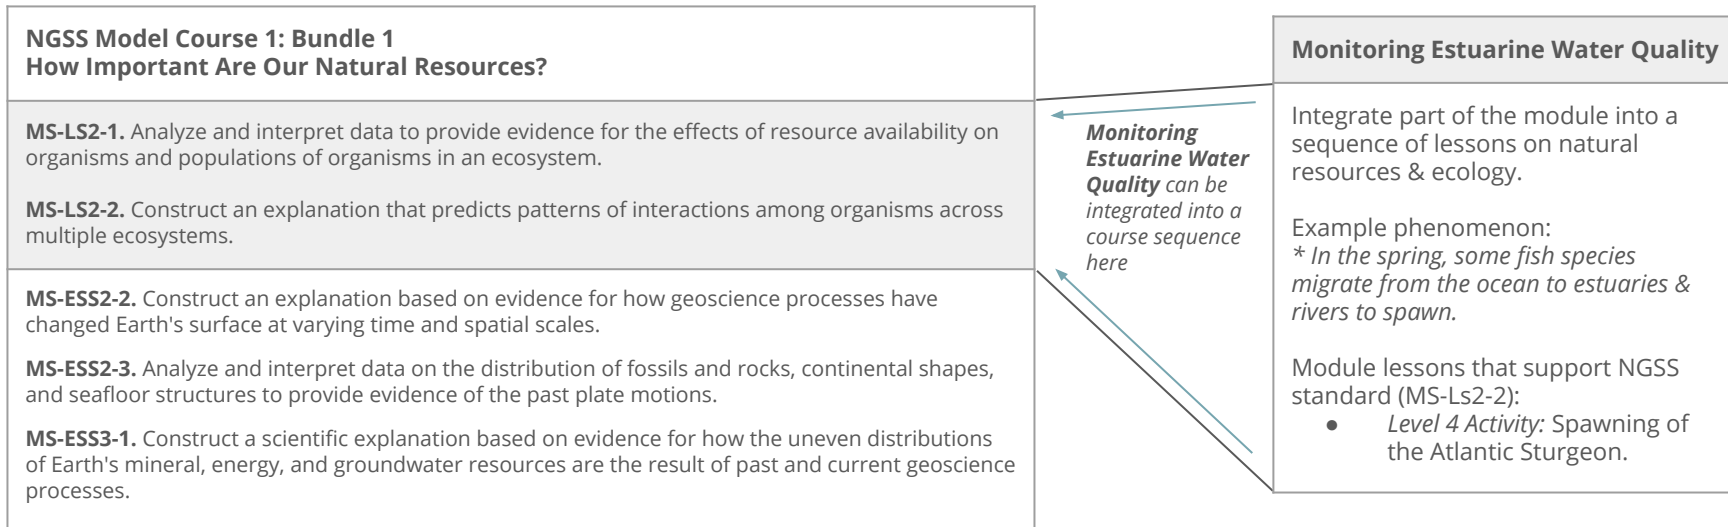 NGSS Model Course 1: Bundle 1
How Important Are Our Natural Resources?
MS-LS2-1. Analyze and interpret data to provide evidence for the effects of resource availability on
organisms and populations of organisms in an ecosystem.
MS-LS2-2. Construct an explanation that predicts patterns of interactions among organisms across
multiple ecosystems.
MS-ESS2-2. Construct an explanation based on evidence for how geoscience processes have
changed Earth's surface at varying time and spatial scales.
MS-ESS2-3. Analyze and interpret data on the distribution of fossils and rocks, continental shapes,
and seafloor structures to provide evidence of the past plate motions.
MS-ESS3-1. Construct a scientific explanation based on evidence for how the uneven distributions
of Earth's mineral, energy, and groundwater resources are the result of past and current geoscience
processes.
Monitoring
Estuarine Water
Quality can be
integrated into a
course sequence
here
Monitoring Estuarine Water Quality
Integrate part of the module into a
sequence of lessons on natural
resources & ecology.
Example phenomenon:
* In the spring, some fish species
migrate from the ocean to estuaries &
rivers to spawn.
Module lessons that support NGSS
standard (MS-Ls2-2):
● Level 4 Activity: Spawning of
the Atlantic Sturgeon.